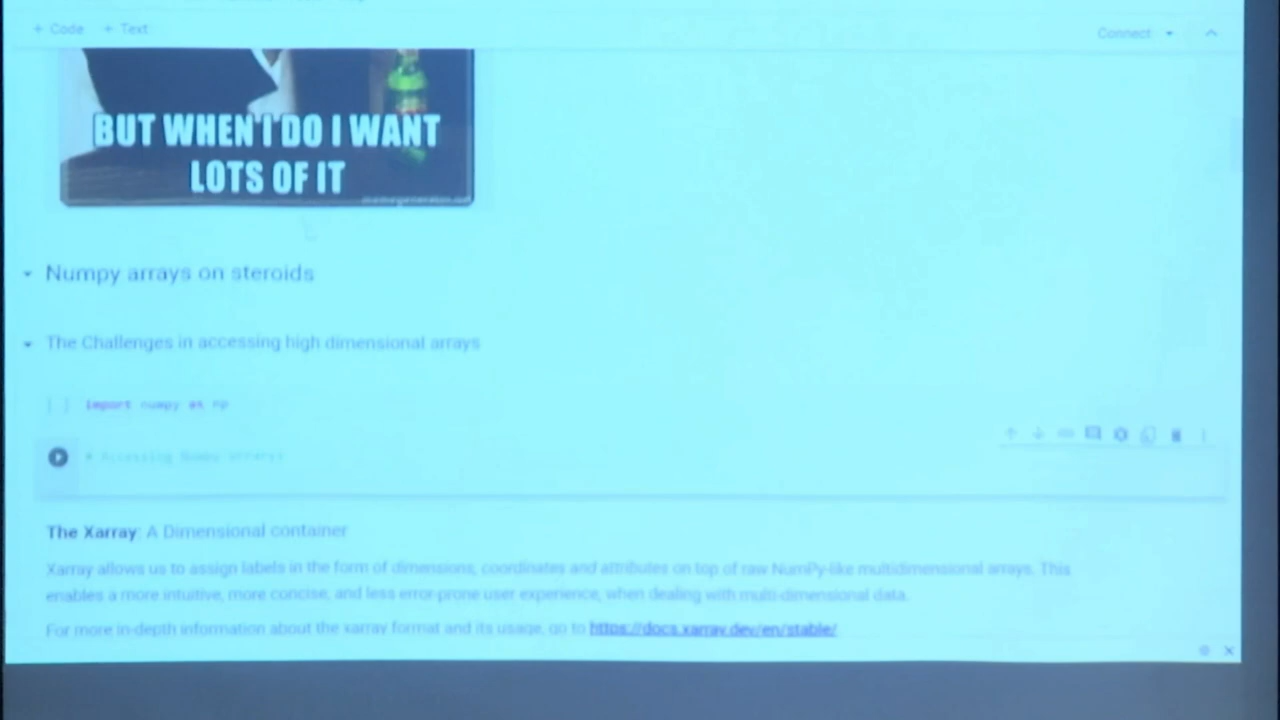 + Code + Text
Connect
BUT WHEN I DO I WANT
LOTS OF IT
Numpy arrays on steroids
The Challenges in accessing high dimensional arrays
[ ] import numpy as np
# Accessing Numpy arrays
The Xarray: A Dimensional container
Xarray allows us to assign labels in the form of dimensions, coordinates and attributes on top of raw NumPy-like multidimensional arrays. This
enables a more intuitive, more concise, and less error-prone user experience, when dealing with multi-dimensional data.
For more in-depth information about the xarray format and its usage, go to https://docs.xarray.dev/en/stable/